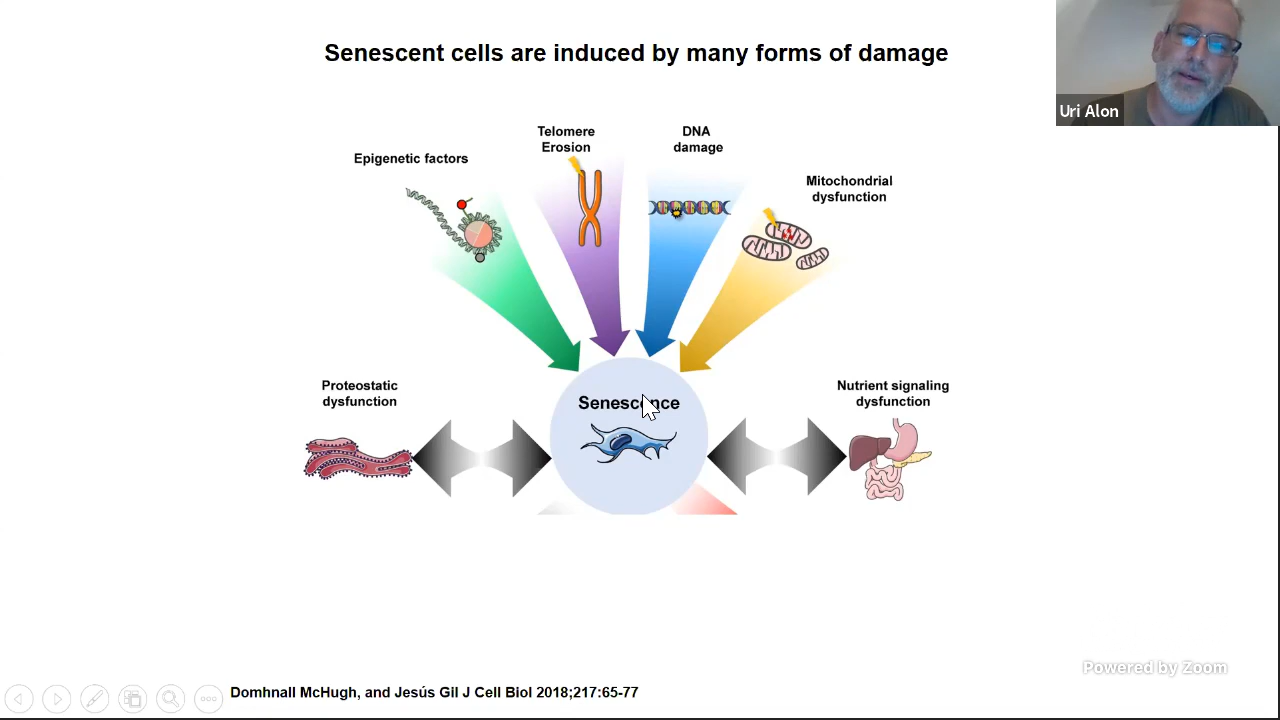 Senescent cells are induced by many forms of damage
Uri Alon
Telomere
Erosion
DNA
damage
Epigenetic factors
Mitochondrial
dysfunction
Proteostatic
dysfunction
Senescence
Nutrient signaling
dysfunction
Powered by Zoom
Domhnall McHugh, and Jesús Gil J Cell Biol 2018;217:65-77